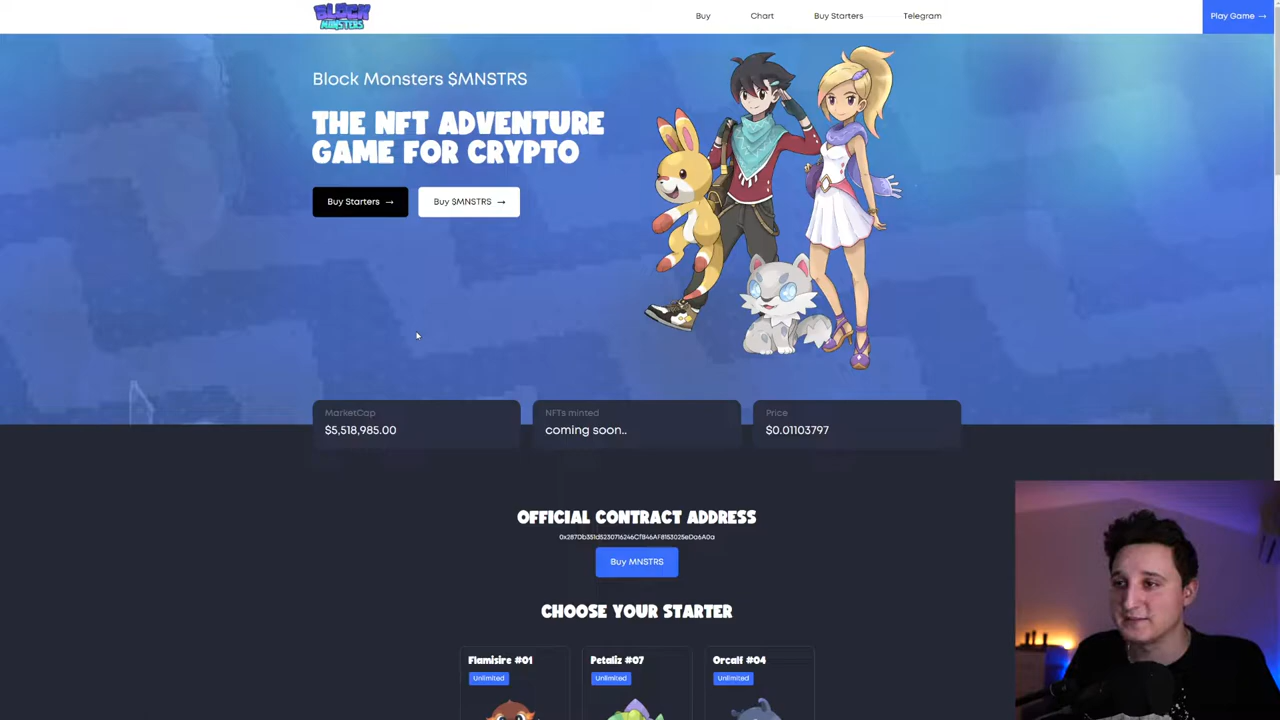 BLOCK
MONSTERS
Buy
Chart
Buy Starters
Telegram
Play Game →
Block Monsters $MNSTRS
THE NFT ADVENTURE
GAME FOR CRYPTO
Buy Starters →
Buy $MNSTRS →
MarketCap
$5,518,985.00
NFTs minted
coming soon..
Price
$0.01103797
OFFICIAL CONTRACT ADDRESS
Buy MNSTRS
CHOOSE YOUR STARTER
Flamisire #01
Unlimited
Petaliz #07
Unlimited
Orcalf #04
Unlimited